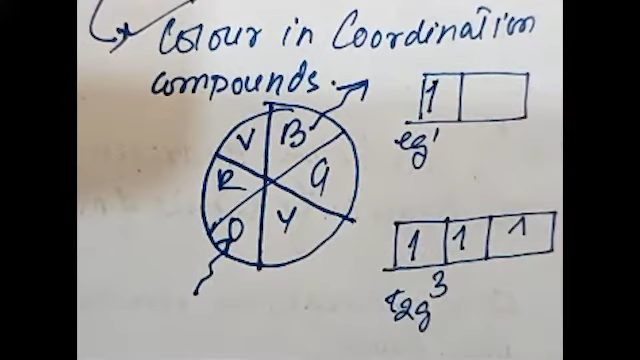 Colour in Coordination
compounds.
V B
R G
O Y
1
eg¹
1 1 1
t2g³